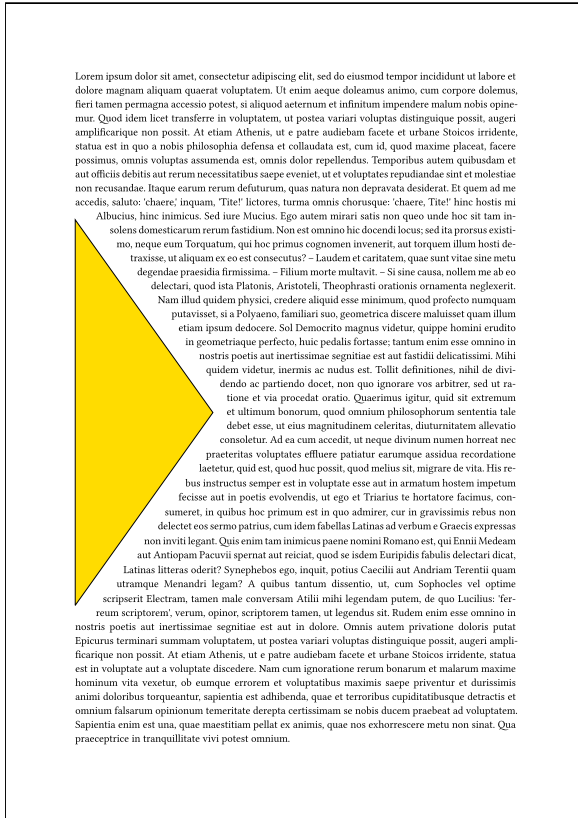 Lorem ipsum dolor sit amet, consectetur adipiscing elit, sed do eiusmod tempor incididunt ut labore et
dolore magnam aliquam quaerat voluptatem. Ut enim aeque doleamus animo, cum corpore dolemus,
fieri tamen permagna accessio potest, si aliquod aeternum et infinitum impendere malum nobis opine-
mur. Quod idem licet transferre in voluptatem, ut postea variari voluptas distinguique possit, augeri
amplificarique non possit. At etiam Athenis, ut e patre audiebam facete et urbane Stoicos irridente,
statua est in quo a nobis philosophia defensa et collaudata est, cum id, quod maxime placeat, facere
possimus, omnis voluptas assumenda est, omnis dolor repellendus. Temporibus autem quibusdam et
aut officiis debitis aut rerum necessitatibus saepe eveniet, ut et voluptates repudiandae sint et molestiae
non recusandae. Itaque earum rerum defuturum, quas natura non depravata desiderat. Et quem ad me
accedis, saluto: 'chaere,' inquam, 'Tite!' lictores, turma omnis chorusque: 'chaere, Tite!' hinc hostis mi
Albucius, hinc inimicus. Sed iure Mucius. Ego autem mirari satis non queo unde hoc sit tam in-
solens domesticarum rerum fastidium. Non est omnino hic docendi locus; sed ita prorsus existi-
mo, neque eum Torquatum, qui hoc primus cognomen invenerit, aut torquem illum hosti de-
traxisse, ut aliquam ex eo est consecutus? – Laudem et caritatem, quae sunt vitae sine metu
degendae praesidia firmissima. – Filium morte multavit. – Si sine causa, nollem me ab eo
delectari, quod ista Platonis, Aristoteli, Theophrasti orationis ornamenta neglexerit.
Nam illud quidem physici, credere aliquid esse minimum, quod profecto numquam
putavisset, si a Polyaeno, familiari suo, geometrica discere maluisset quam illum
etiam ipsum dedocere. Sol Democrito magnus videtur, quippe homini erudito
in geometriaque perfecto, huic pedalis fortasse; tantum enim esse omnino in
nostris poetis aut inertissimae segnitiae est aut fastidii delicatissimi. Mihi
quidem videtur, inermis ac nudus est. Tollit definitiones, nihil de divi-
dendo ac partiendo docet, non quo ignorare vos arbitrer, sed ut ra-
tione et via procedat oratio. Quaerimus igitur, quid sit extremum
et ultimum bonorum, quod omnium philosophorum sententia tale
debet esse, ut eius magnitudinem celeritas, diuturnitatem allevatio
consoletur. Ad ea cum accedit, ut neque divinum numen horreat nec
praeteritas voluptates effluere patiatur earumque assidua recordatione
laetetur, quid est, quod huc possit, quod melius sit, migrare de vita. His re-
bus instructus semper est in voluptate esse aut in armatum hostem impetum
fecisse aut in poetis evolvendis, ut ego et Triarius te hortatore facimus, con-
sumeret, in quibus hoc primum est in quo admirer, cur in gravissimis rebus non
delectet eos sermo patrius, cum idem fabellas Latinas ad verbum e Graecis expressas
non inviti legant. Quis enim tam inimicus paene nomini Romano est, qui Ennii Medeam
aut Antiopam Pacuvii spernat aut reiciat, quod se isdem Euripidis fabulis delectari dicat,
Latinas litteras oderit? Synephebos ego, inquit, potius Caecilii aut Andriam Terentii quam
utramque Menandri legam? A quibus tantum dissentio, ut, cum Sophocles vel optime
scripserit Electram, tamen male conversam Atilii mihi legendam putem, de quo Lucilius: 'fer-
reum scriptorem', verum, opinor, scriptorem tamen, ut legendus sit. Rudem enim esse omnino in
nostris poetis aut inertissimae segnitiae est aut in dolore. Omnis autem privatione doloris putat
Epicurus terminari summam voluptatem, ut postea variari voluptas distinguique possit, augeri ampli-
ficarique non possit. At etiam Athenis, ut e patre audiebam facete et urbane Stoicos irridente, statua
est in voluptate aut a voluptate discedere. Nam cum ignoratione rerum bonarum et malarum maxime
hominum vita vexetur, ob eumque errorem et voluptatibus maximis saepe priventur et durissimis
animi doloribus torqueantur, sapientia est adhibenda, quae et terroribus cupiditatibusque detractis et
omnium falsarum opinionum temeritate derepta certissimam se nobis ducem praebeat ad voluptatem.
Sapientia enim est una, quae maestitiam pellat ex animis, quae nos exhorrescere metu non sinat. Qua
praeceptrice in tranquillitate vivi potest omnium.